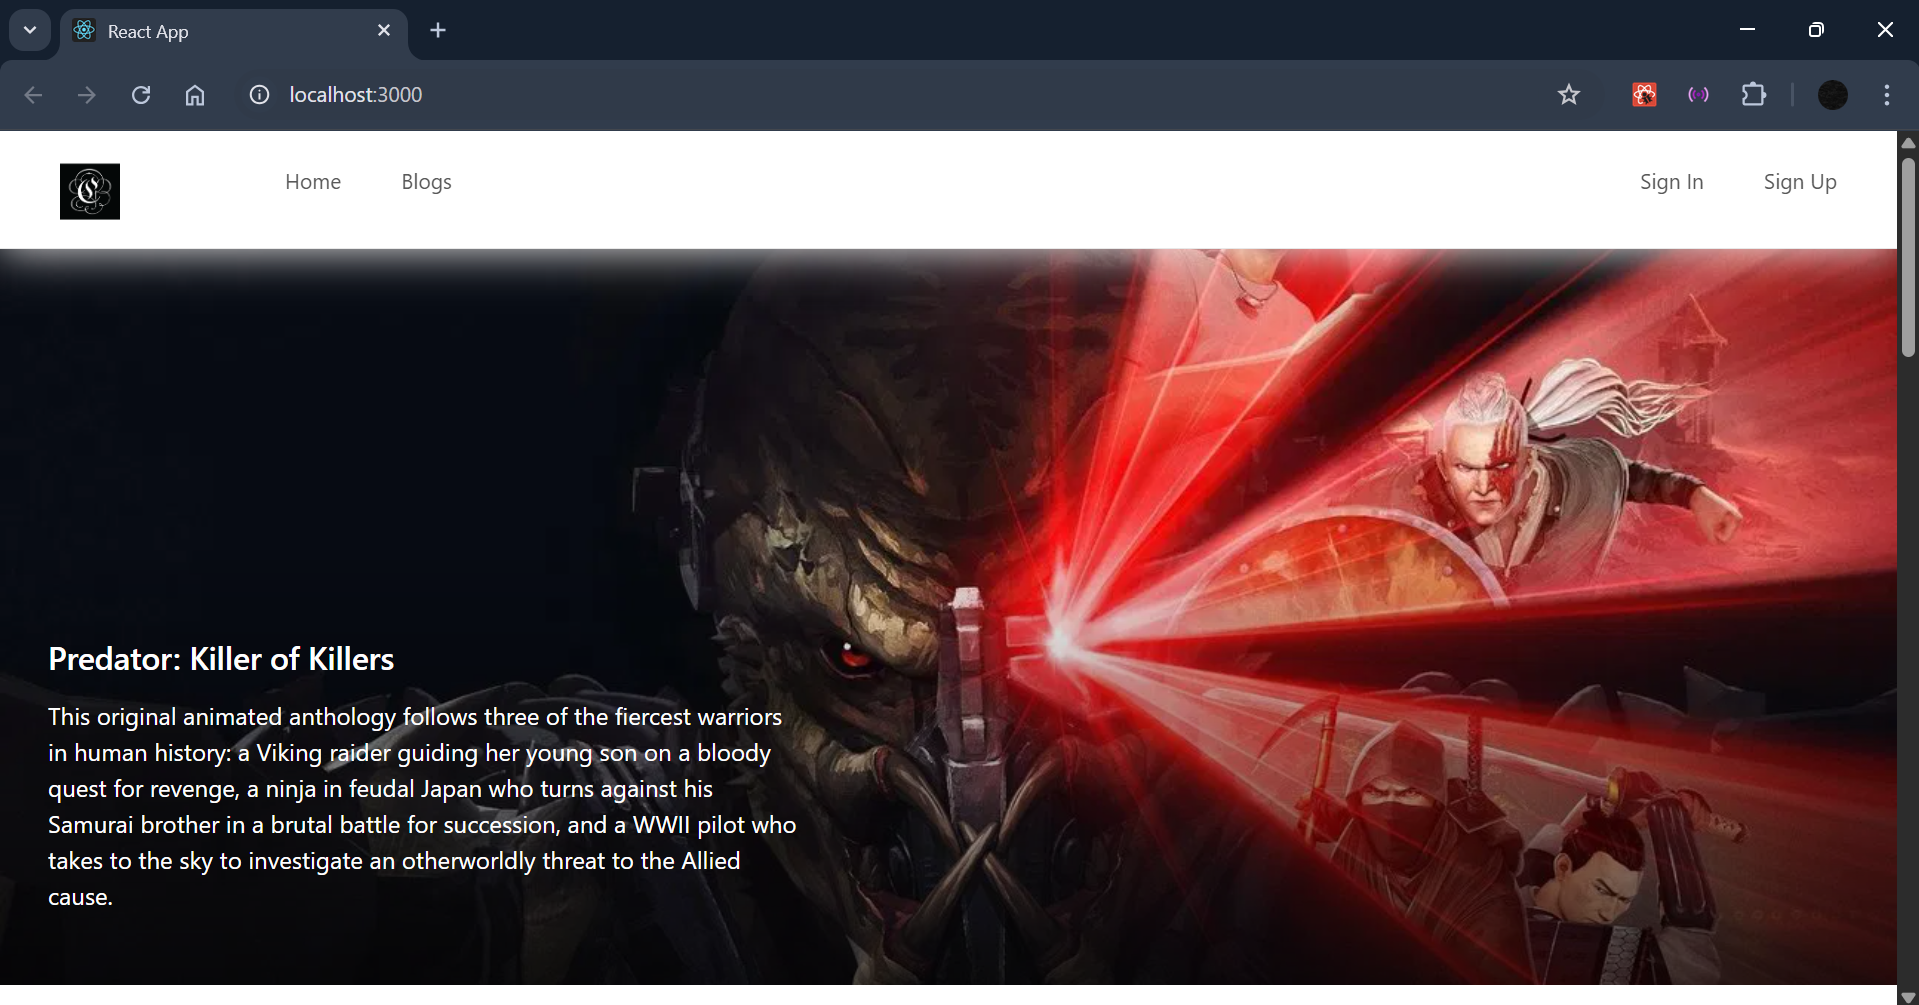 React App
localhost:3000
Home Blogs Sign In Sign Up
Predator: Killer of Killers
This original animated anthology follows three of the fiercest warriors
in human history: a Viking raider guiding her young son on a bloody
quest for revenge, a ninja in feudal Japan who turns against his
Samurai brother in a brutal battle for succession, and a WWII pilot who
takes to the sky to investigate an otherworldly threat to the Allied
cause.